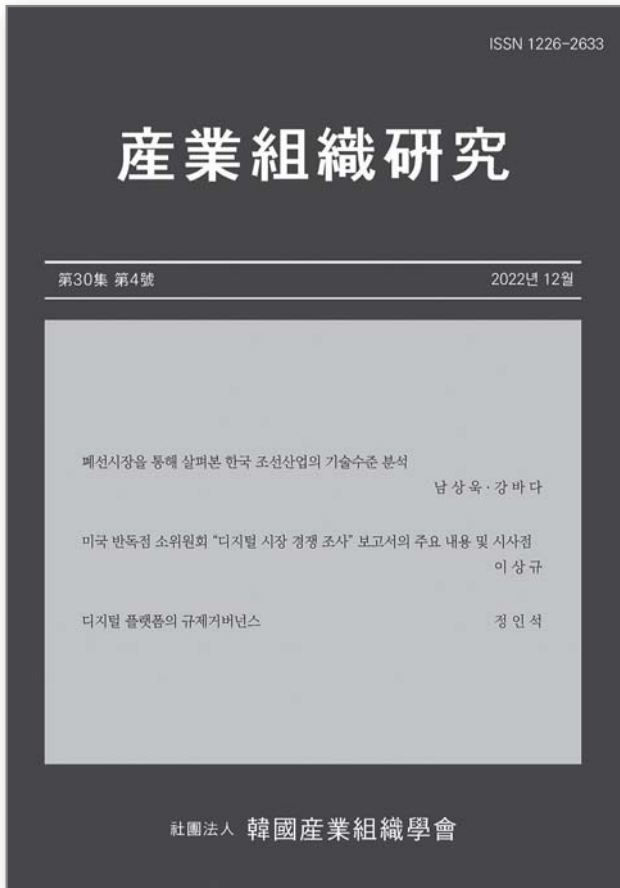 ISSN 1226-2633
産業組織硏究
第30集 第4號
2022년 12월
폐선시장을 통해 살펴본 한국 조선산업의 기술수준 분석
남상욱·강바다
미국 반독점 소위원회 “디지털 시장 경쟁 조사” 보고서의 주요 내용 및 시사점
이상규
디지털 플랫폼의 규제거버넌스
정인석
社團法人 韓國産業組織學會